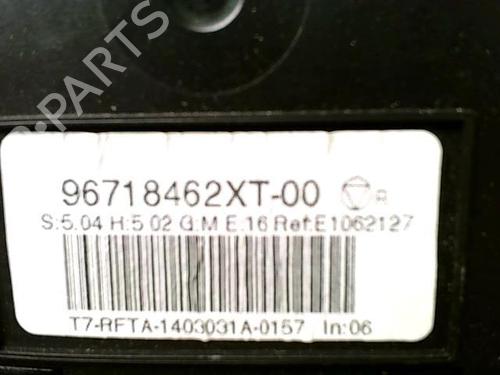 B-PARTS
96718462XT-00 R
S:5.04 H:5.02 G:M E:16 Ref:E1062127
T7-RFTA-1403031A-0157 In:06